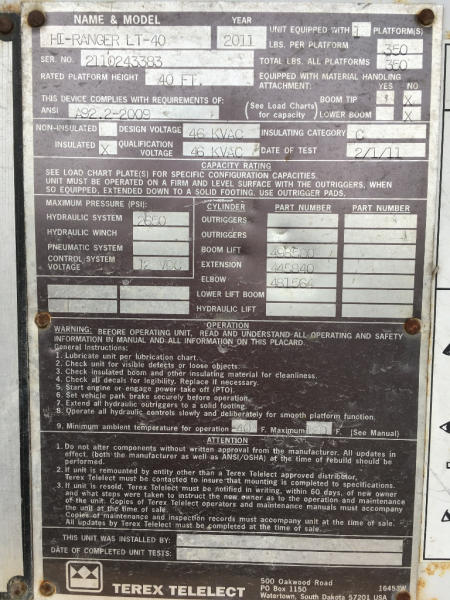 NAME & MODEL YEAR UNIT EQUIPPED WITH 1 PLATFORM(S)
HI-RANGER LT-40 2011 LBS. PER PLATFORM 350
SER. NO. 2110243383 TOTAL LBS. ALL PLATFORMS 350
RATED PLATFORM HEIGHT 40 FT. EQUIPPED WITH MATERIAL HANDLING
ATTACHMENT: YES NO
THIS DEVICE COMPLIES WITH REQUIREMENTS OF: BOOM TIP X
ANSI A92.2-2009 (See Load Charts for capacity) LOWER BOOM X
NON-INSULATED DESIGN VOLTAGE 46 KVAC INSULATING CATEGORY C
INSULATED X QUALIFICATION VOLTAGE 46 KVAC DATE OF TEST 2/1/11
CAPACITY RATING
SEE LOAD CHART PLATE(S) FOR SPECIFIC CONFIGURATION CAPACITIES.
UNIT MUST BE OPERATED ON A FIRM AND LEVEL SURFACE WITH THE OUTRIGGERS, WHEN
SO EQUIPPED, EXTENDED DOWN TO A SOLID FOOTING. USE OUTRIGGER PADS.
MAXIMUM PRESSURE (PSI): CYLINDER PART NUMBER PART NUMBER
HYDRAULIC SYSTEM OUTRIGGERS
HYDRAULIC WINCH OUTRIGGERS
PNEUMATIC SYSTEM BOOM LIFT
CONTROL SYSTEM VOLTAGE 12 VDC EXTENSION 445940
ELBOW 481564
LOWER LIFT BOOM
HYDRAULIC LIFT
OPERATION
WARNING: BEFORE OPERATING UNIT, READ AND UNDERSTAND ALL OPERATING AND SAFETY
INFORMATION IN MANUAL AND ALL INFORMATION ON THIS PLACARD.
General Instructions:
1. Lubricate unit per lubrication chart.
2. Check unit for visible defects or loose objects.
3. Check insulated boom and other insulating material for cleanliness.
4. Check all decals for legibility. Replace if necessary.
5. Start engine or engage power take off (PTO).
6. Set vehicle park brake securely before operating.
7. Extend all hydraulic outriggers to a solid footing.
8. Operate all hydraulic controls slowly and deliberately for smooth platform function.
9. Minimum ambient temperature for operation -40 F. Maximum F. (See Manual)
ATTENTION
1. Do not alter components without written approval from the manufacturer. All updates in
effect, (both the manufacturer as well as ANSI/OSHA) at the time of rebuild should be
performed.
2. If unit is remounted by entity other than a Terex Telelect approved distributor,
Terex Telelect must be contacted to insure that mounting is completed to specifications.
3. If unit is resold, Terex Telelect must be notified in writing, within 60 days, of new owner
and what steps were taken to instruct the new owner as to the operation and maintenance
of the unit. Copies of Terex Telelect operators and maintenance manuals must accompany
the unit at the time of sale.
Copies of maintenance and inspection records must accompany unit at the time of sale.
All updates by Terex Telelect must be completed at the time of sale.
THIS UNIT WAS INSTALLED BY:
DATE OF COMPLETED UNIT TESTS:
TEREX TELELECT
500 Oakwood Road
PO Box 1150
Watertown, South Dakota 57201 USA